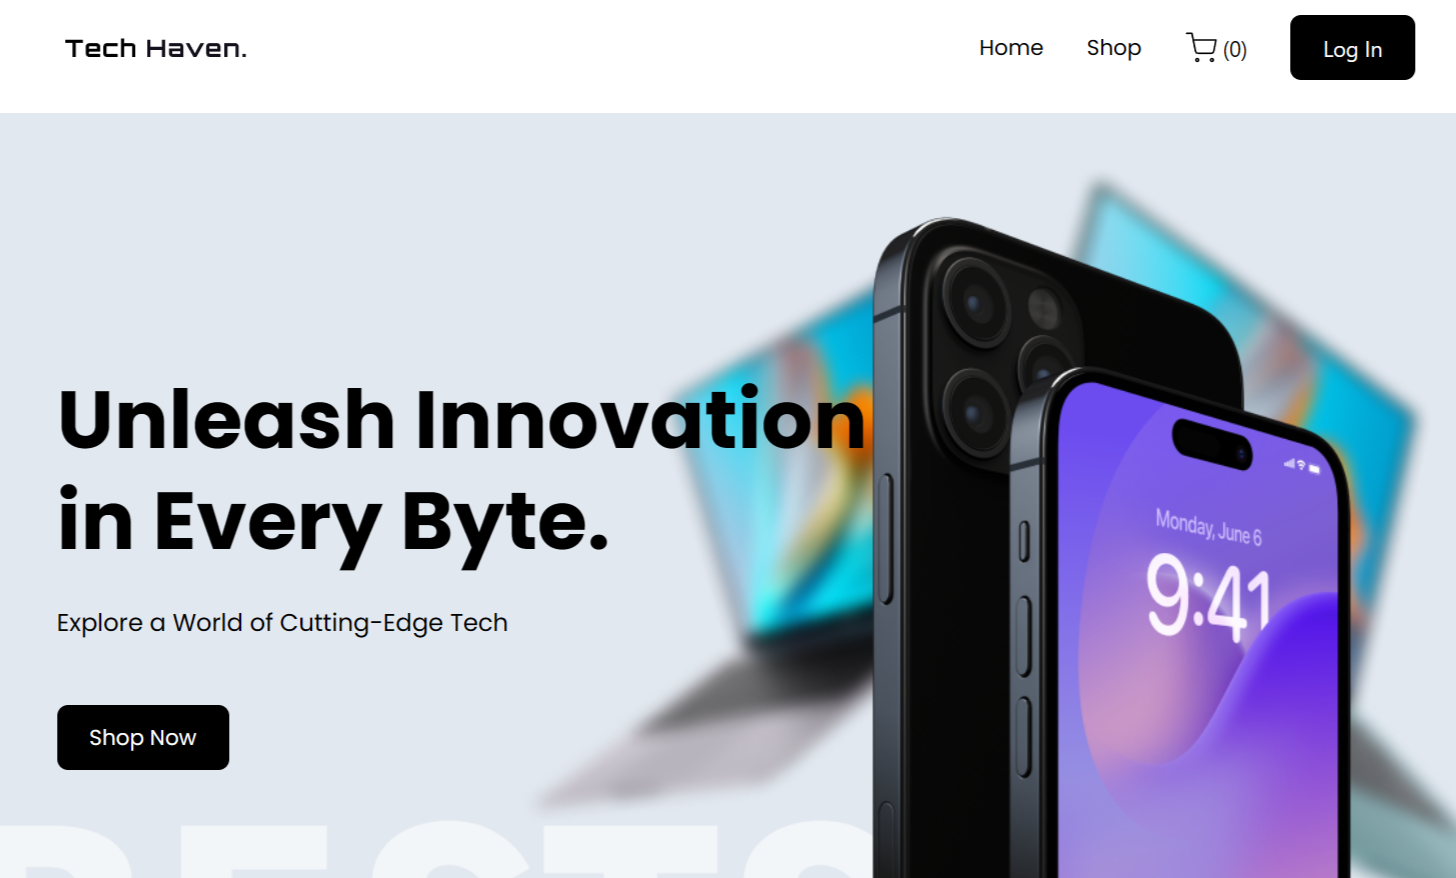 Tech Haven.
Home Shop (0) Log In
Unleash Innovation
in Every Byte.
Explore a World of Cutting-Edge Tech
Shop Now
Monday, June 6
9:41